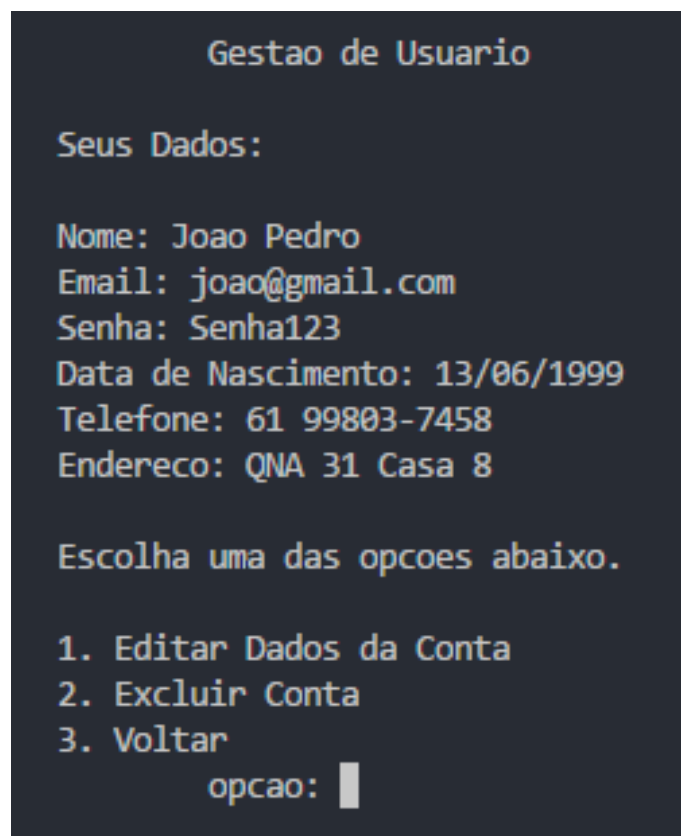 Gestao de Usuario
Seus Dados:
Nome: Joao Pedro
Email: joao@gmail.com
Senha: Senha123
Data de Nascimento: 13/06/1999
Telefone: 61 99803-7458
Endereco: QNA 31 Casa 8
Escolha uma das opcoes abaixo.
1. Editar Dados da Conta
2. Excluir Conta
3. Voltar
opcao: